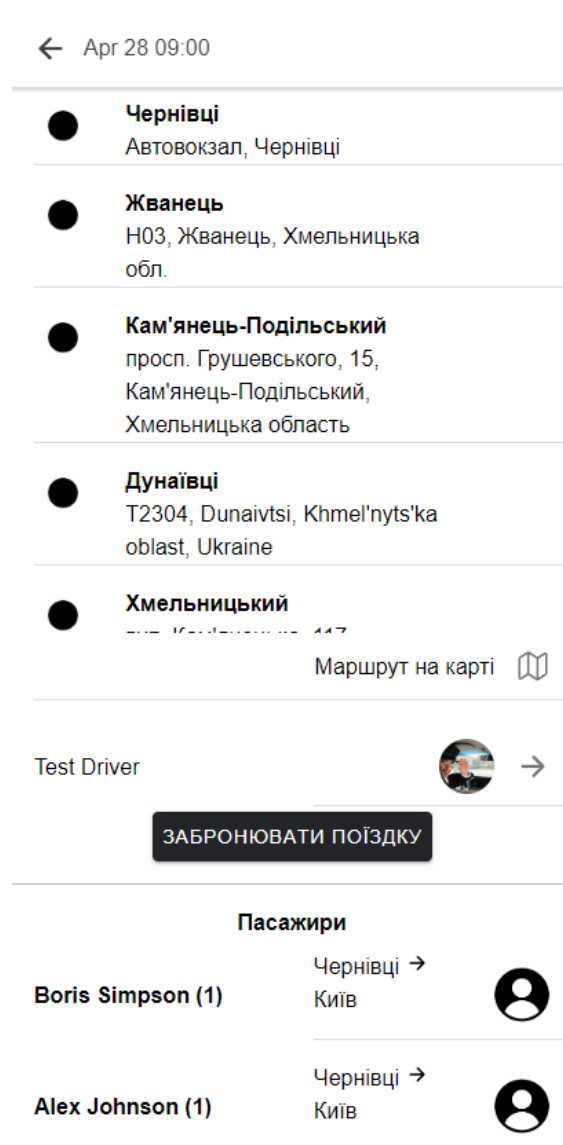 Apr 28 09:00
Чернівці
Автовокзал, Чернівці
Жванець
Н03, Жванець, Хмельницька
обл.
Кам'янець-Подільський
просп. Грушевського, 15,
Кам'янець-Подільський,
Хмельницька область
Дунаївці
T2304, Dunaivtsi, Khmel'nyts'ka
oblast, Ukraine
Хмельницький
Маршрут на карті
Test Driver
ЗАБРОНЮВАТИ ПОЇЗДКУ
Пасажири
Чернівці →
Boris Simpson (1)
Київ
Чернівці →
Alex Johnson (1)
Київ